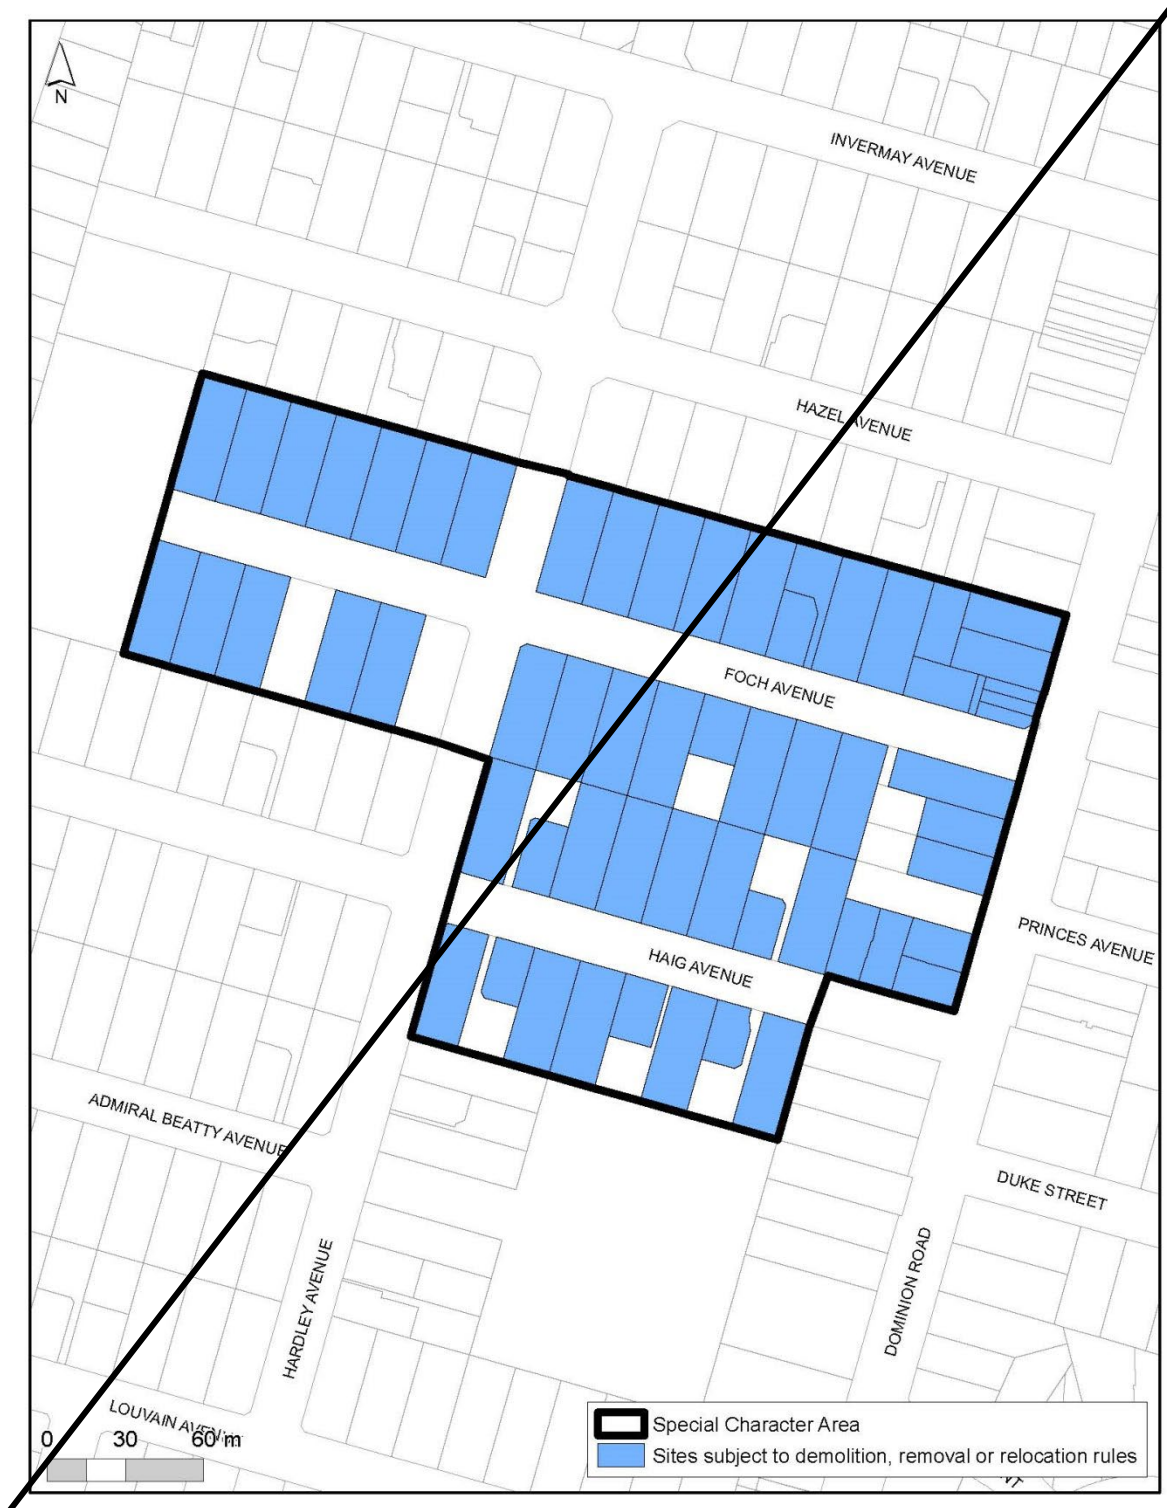 N
INVERMAY AVENUE
HAZEL AVENUE
FOCH AVENUE
HAIG AVENUE
PRINCES AVENUE
ADMIRAL BEATTY AVENUE
DUKE STREET
HARDLEY AVENUE
DOMINION ROAD
LOUVAIN
0 30 60 m
Special Character Area
Sites subject to demolition, removal or relocation rules